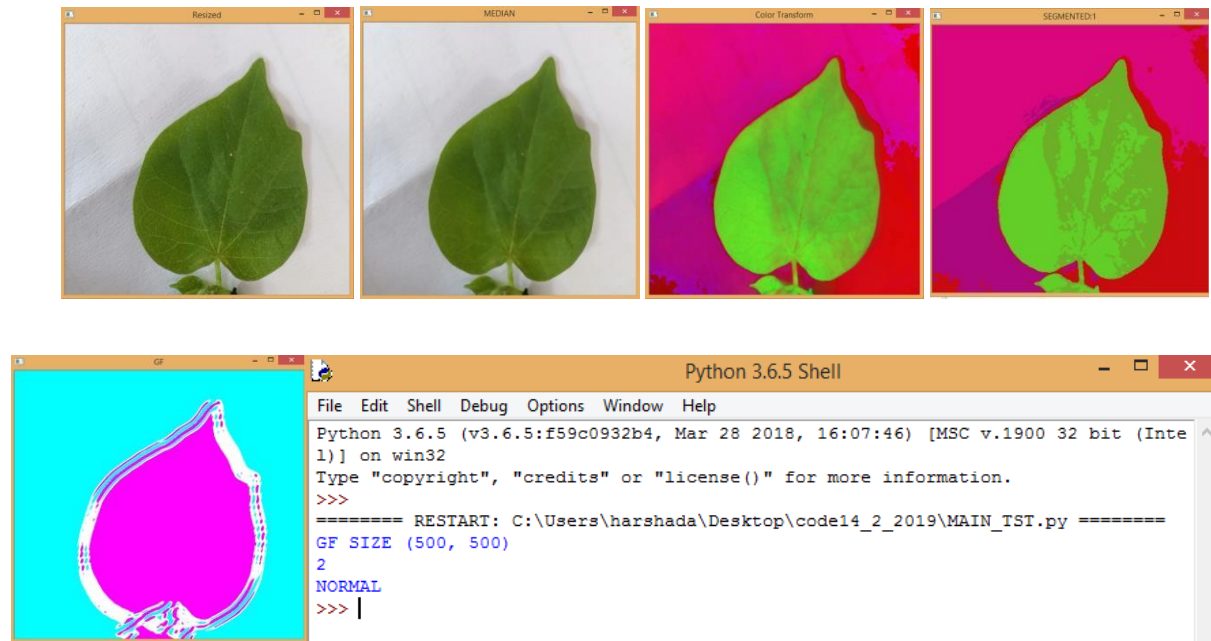 Resized
MEDIAN
Color Transform
SEGMENTED:1
GF
Python 3.6.5 Shell
File Edit Shell Debug Options Window Help
Python 3.6.5 (v3.6.5:f59c0932b4, Mar 28 2018, 16:07:46) [MSC v.1900 32 bit (Inte
l)] on win32
Type "copyright", "credits" or "license()" for more information.
>>>
======== RESTART: C:\Users\harshada\Desktop\code14_2_2019\MAIN_TST.py ========
GF SIZE (500, 500)
2
NORMAL
>>>